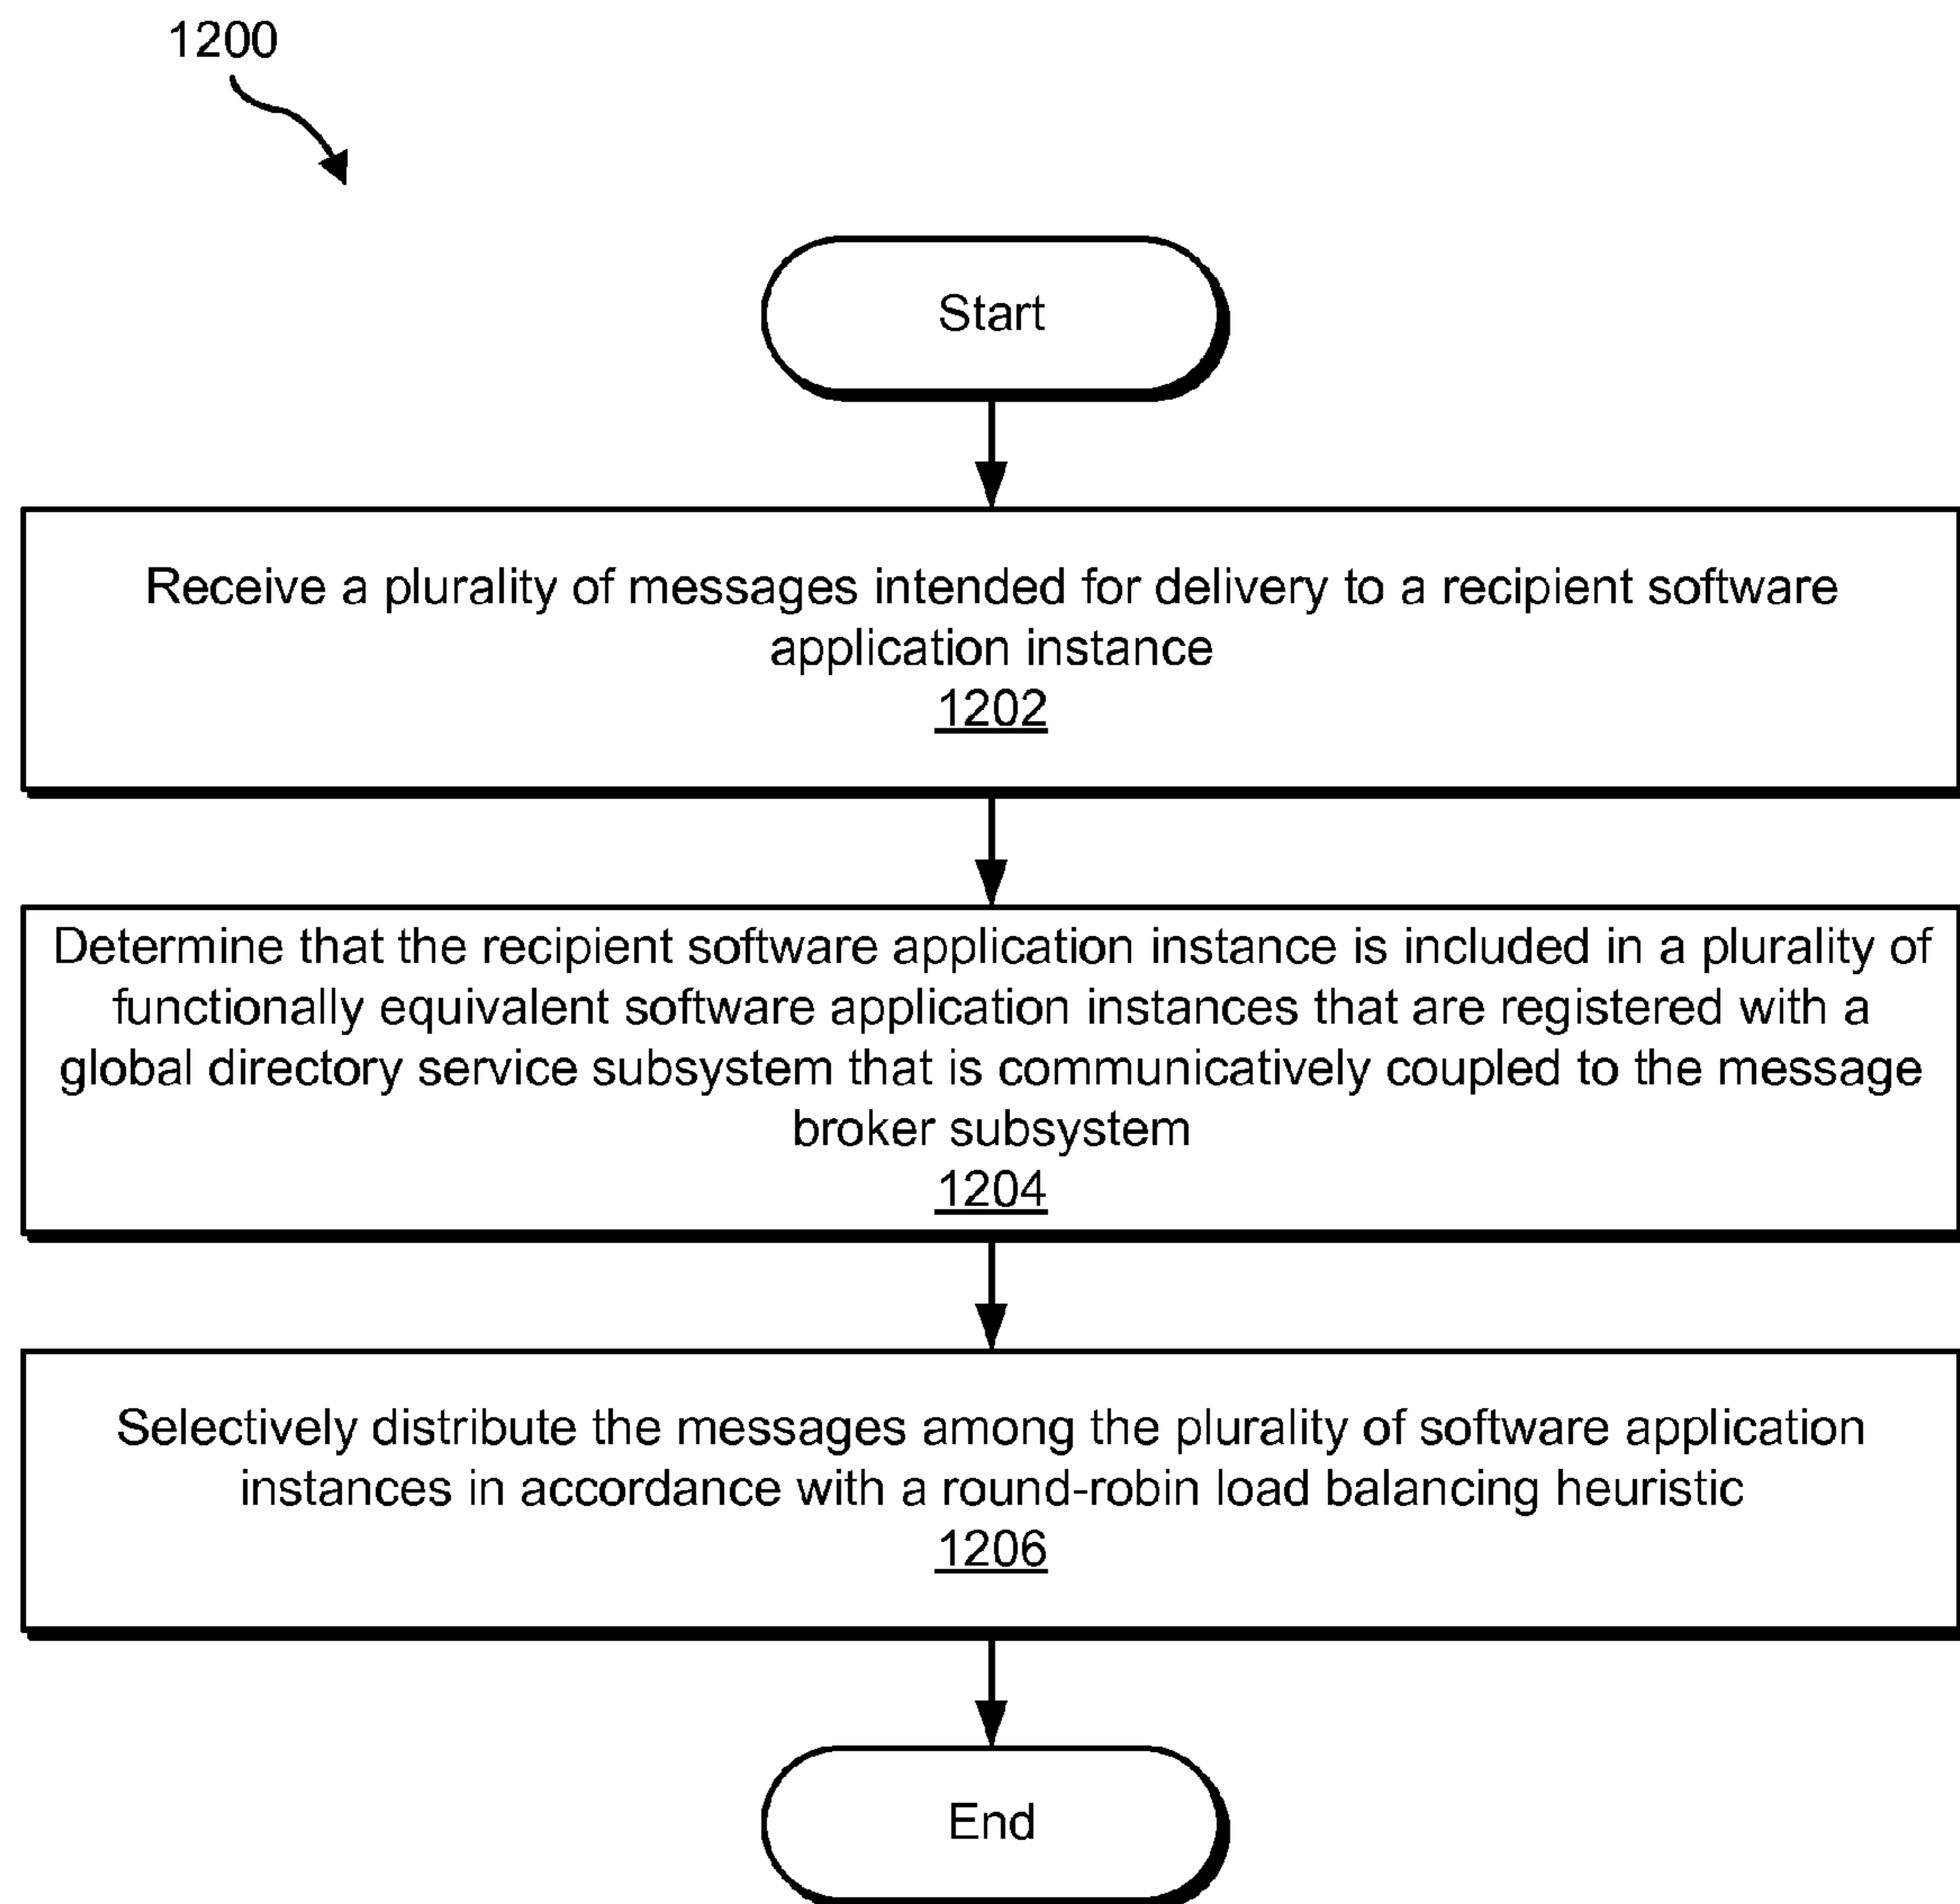 1200
Start
Receive a plurality of messages intended for delivery to a recipient software
application instance
1202
Determine that the recipient software application instance is included in a plurality of
functionally equivalent software application instances that are registered with a
global directory service subsystem that is communicatively coupled to the message
broker subsystem
1204
Selectively distribute the messages among the plurality of software application
instances in accordance with a round-robin load balancing heuristic
1206
End